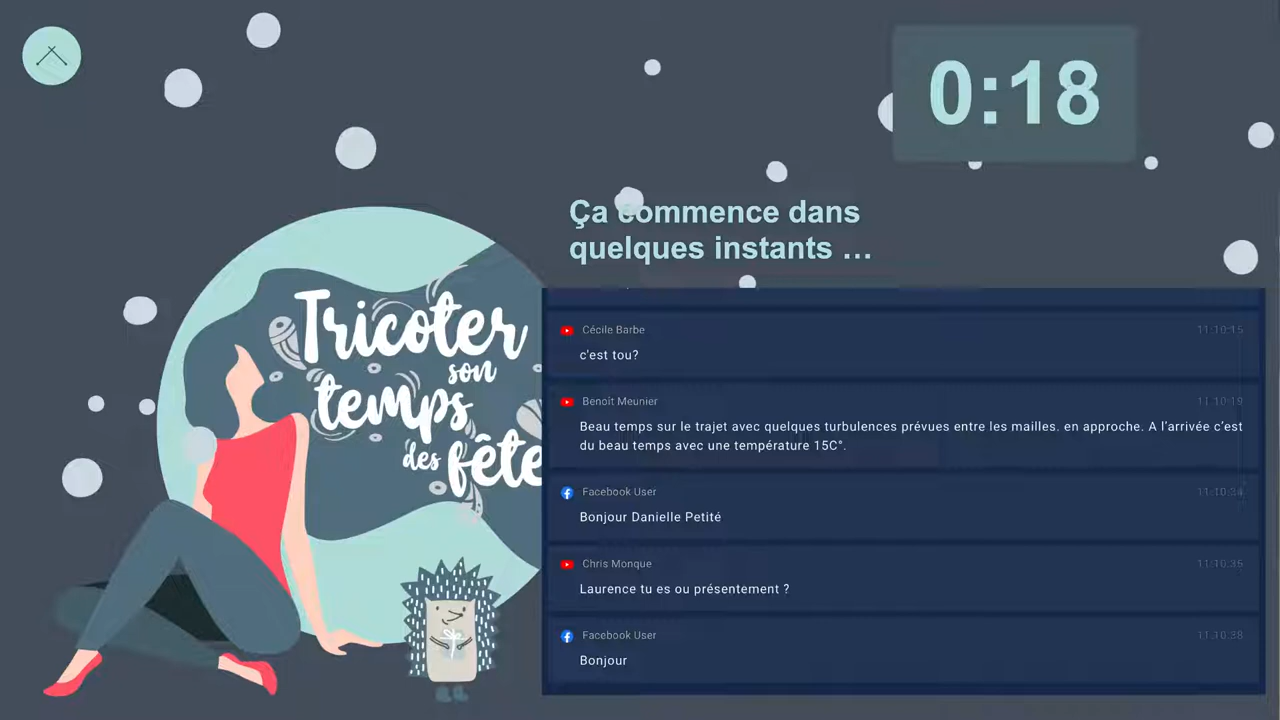 0:18
Ça commence dans
quelques instants ...
Tricoter
son
temps
des fête
Cécile Barbe 11:10:15
c'est tou?
Benoit Meunier 11:10:19
Beau temps sur le trajet avec quelques turbulences prévues entre les mailles. en approche. A l'arrivée c'est
du beau temps avec une température 15C°.
Facebook User 11:10:34
Bonjour Danielle Petité
Chris Monque 11:10:36
Laurence tu es ou présentement ?
Facebook User 11:10:38
Bonjour